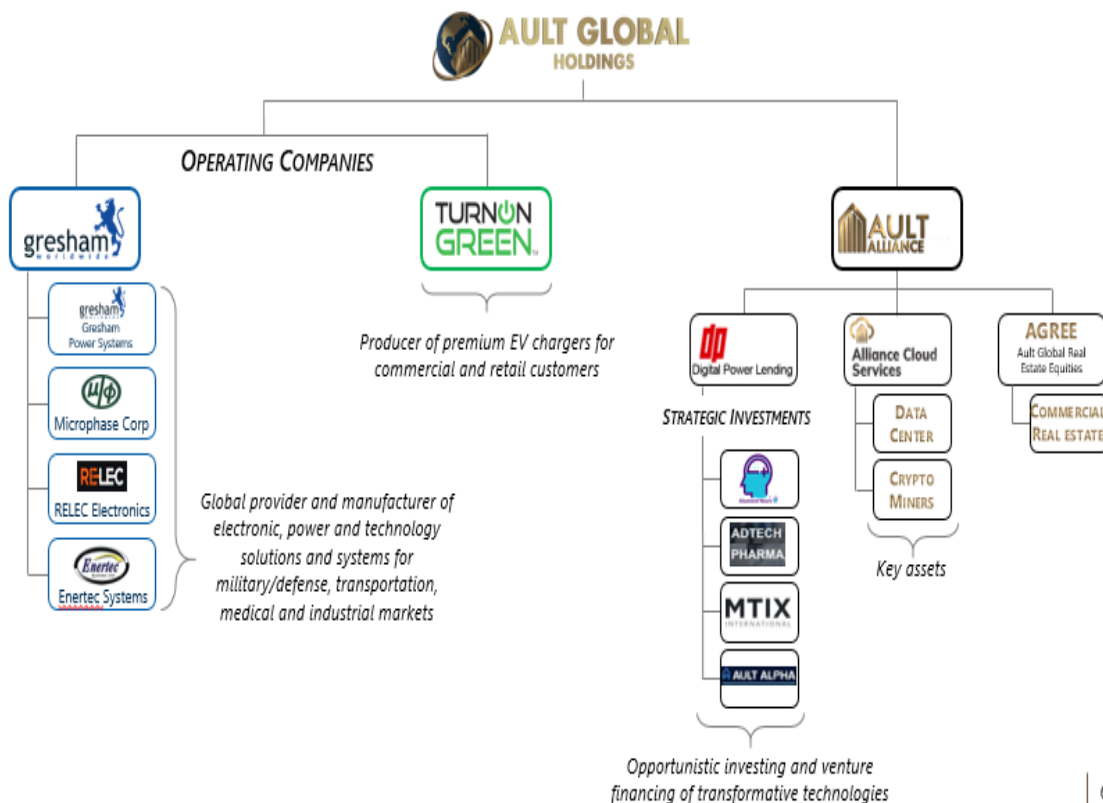 AULT GLOBAL
HOLDINGS
OPERATING COMPANIES
gresham
worldwide
TURNON
GREEN™
AULT
ALLIANCE
gresham
Gresham
Power Systems
Microphase Corp
RELEC
RELEC Electronics
Enertec
Enertec Systems
Global provider and manufacturer of
electronic, power and technology
solutions and systems for
military/defense, transportation,
medical and industrial markets
Producer of premium EV chargers for
commercial and retail customers
dp
Digital Power Lending
STRATEGIC INVESTMENTS
ADTECH
PHARMA
MTIX
INTERNATIONAL
AULT ALPHA
Opportunistic investing and venture
financing of transformative technologies
Alliance Cloud
Services
DATA
CENTER
CRYPTO
MINERS
Key assets
AGREE
Ault Global Real
Estate Equities
COMMERCIAL
REAL ESTATE